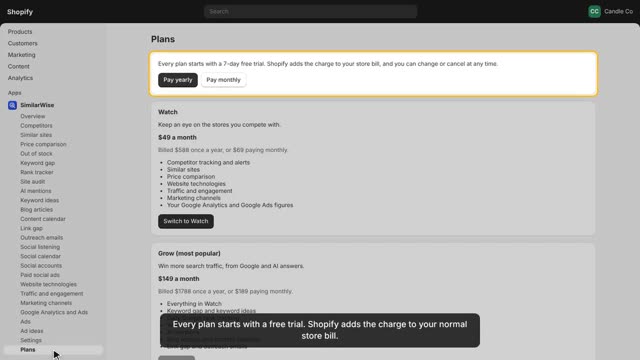 Shopify
Search
CC
Candle Co
Products
Customers
Marketing
Content
Analytics
Apps
SimilarWise
Overview
Competitors
Similar sites
Price comparison
Out of stock
Keyword gap
Rank tracker
Site audit
AI mentions
Keyword ideas
Blog articles
Content calendar
Link gap
Outreach emails
Social listening
Social calendar
Social accounts
Paid social ads
Website technologies
Traffic and engagement
Marketing channels
Google Analytics and Ads
Ads
Ad ideas
Settings
Plans
Plans
Every plan starts with a 7-day free trial. Shopify adds the charge to your store bill, and you can change or cancel at any time.
Pay yearly
Pay monthly
Watch
Keep an eye on the stores you compete with.
$49 a month
Billed $588 once a year, or $69 paying monthly.
• Competitor tracking and alerts
• Similar sites
• Price comparison
• Website technologies
• Traffic and engagement
• Marketing channels
• Your Google Analytics and Google Ads figures
Switch to Watch
Grow (most popular)
Win more search traffic, from Google and AI answers.
$149 a month
Billed $1788 once a year, or $189 paying monthly.
• Everything in Watch
• Keyword gap and keyword ideas
Every plan starts with a free trial. Shopify adds the charge to your normal
store bill.